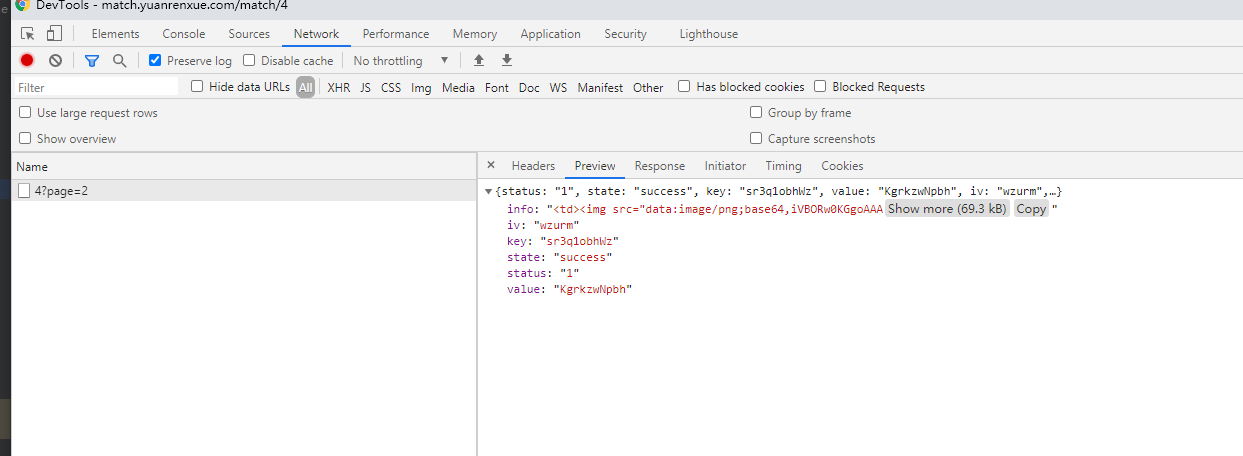 DevTools - match.yuanrenxue.com/match/4
Elements Console Sources Network Performance Memory Application Security Lighthouse
Preserve log Disable cache No throttling ▼
Filter Hide data URLs All XHR JS CSS Img Media Font Doc WS Manifest Other Has blocked cookies Blocked Requests
Use large request rows Group by frame
Show overview Capture screenshots
Name × Headers Preview Response Initiator Timing Cookies
4?page=2
▼{status: "1", state: "success", key: "sr3q1obhWz", value: "KgrkzwNpbh", iv: "wzurm",…}
info: "<td><img src="data:image/png;base64,iVBORw0KGgoAAA Show more (69.3 kB) Copy "
iv: "wzurm"
key: "sr3q1obhWz"
state: "success"
status: "1"
value: "KgrkzwNpbh"